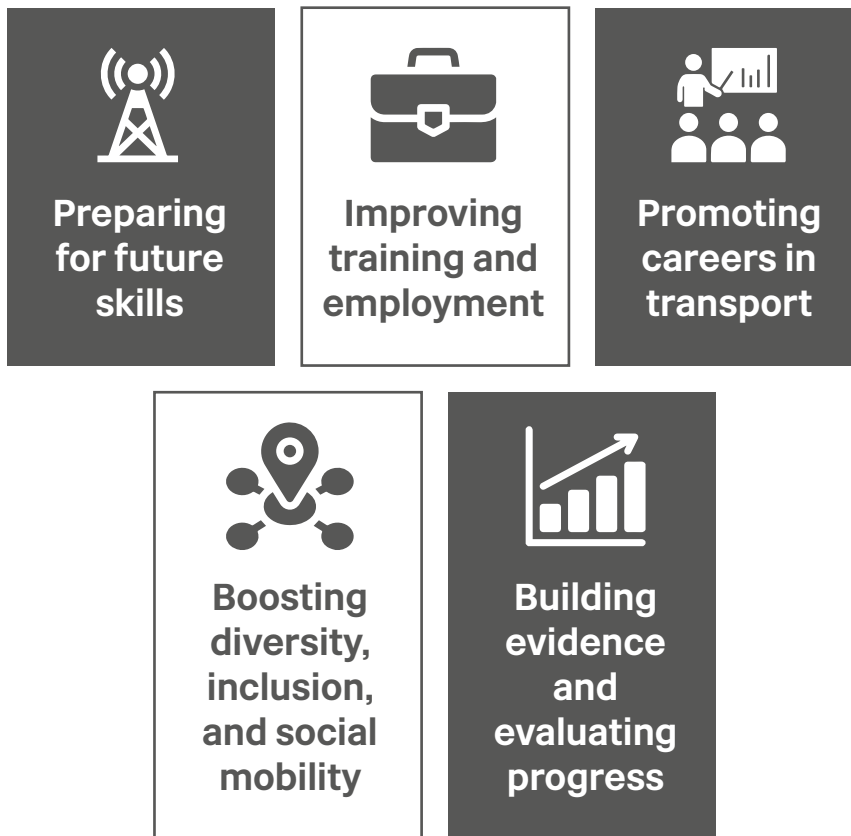 Preparing
for future
skills
Improving
training and
employment
Promoting
careers in
transport
Boosting
diversity,
inclusion,
and social
mobility
Building
evidence
and
evaluating
progress